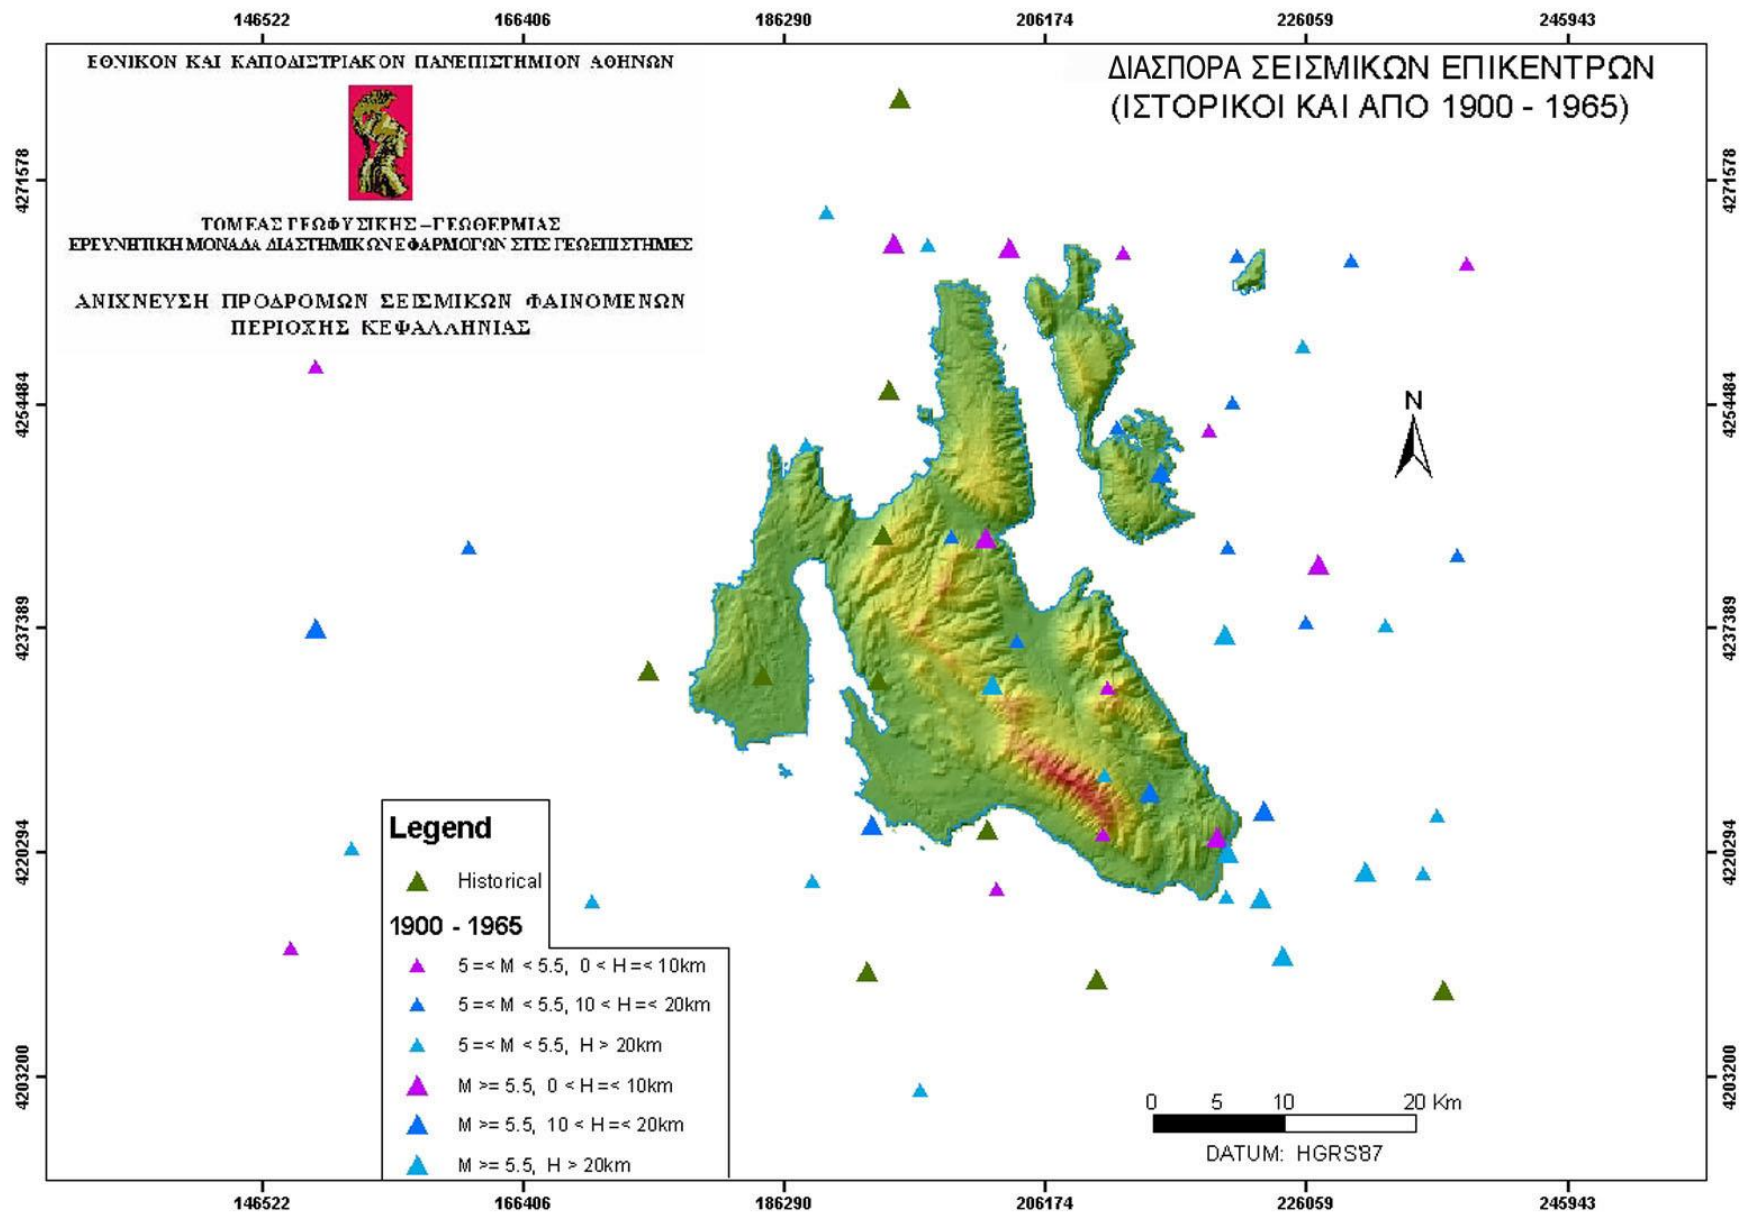 146522 166406 186290 206174 226059 245943
ΕΘΝΙΚΟΝ ΚΑΙ ΚΑΠΟΔΙΣΤΡΙΑΚΟΝ ΠΑΝΕΠΙΣΤΗΜΙΟΝ ΑΘΗΝΩΝ
ΤΟΜΕΑΣ ΓΕΩΦΥΣΙΚΗΣ – ΓΕΩΘΕΡΜΙΑΣ
ΕΡΕΥΝΗΤΙΚΗ ΜΟΝΑΔΑ ΔΙΑΣΤΗΜΙΚΩΝ ΕΦΑΡΜΟΓΩΝ ΣΤΙΣ ΓΕΩΕΠΙΣΤΗΜΕΣ
ΑΝΙΧΝΕΥΣΗ ΠΡΟΔΡΟΜΩΝ ΣΕΙΣΜΙΚΩΝ ΦΑΙΝΟΜΕΝΩΝ
ΠΕΡΙΟΧΗΣ ΚΕΦΑΛΛΗΝΙΑΣ
ΔΙΑΣΠΟΡΑ ΣΕΙΣΜΙΚΩΝ ΕΠΙΚΕΝΤΡΩΝ
(ΙΣΤΟΡΙΚΟΙ ΚΑΙ ΑΠΟ 1900 - 1965)
4271578
4254484
4237389
4220294
4203200
4271578
4254484
4237389
4220294
4203200
N
Legend
Historical
1900 - 1965
5 =< M < 5.5, 0 < H =< 10km
5 =< M < 5.5, 10 < H =< 20km
5 =< M < 5.5, H > 20km
M >= 5.5, 0 < H =< 10km
M >= 5.5, 10 < H =< 20km
M >= 5.5, H > 20km
0 5 10 20 Km
DATUM: HGRS'87
146522 166406 186290 206174 226059 245943